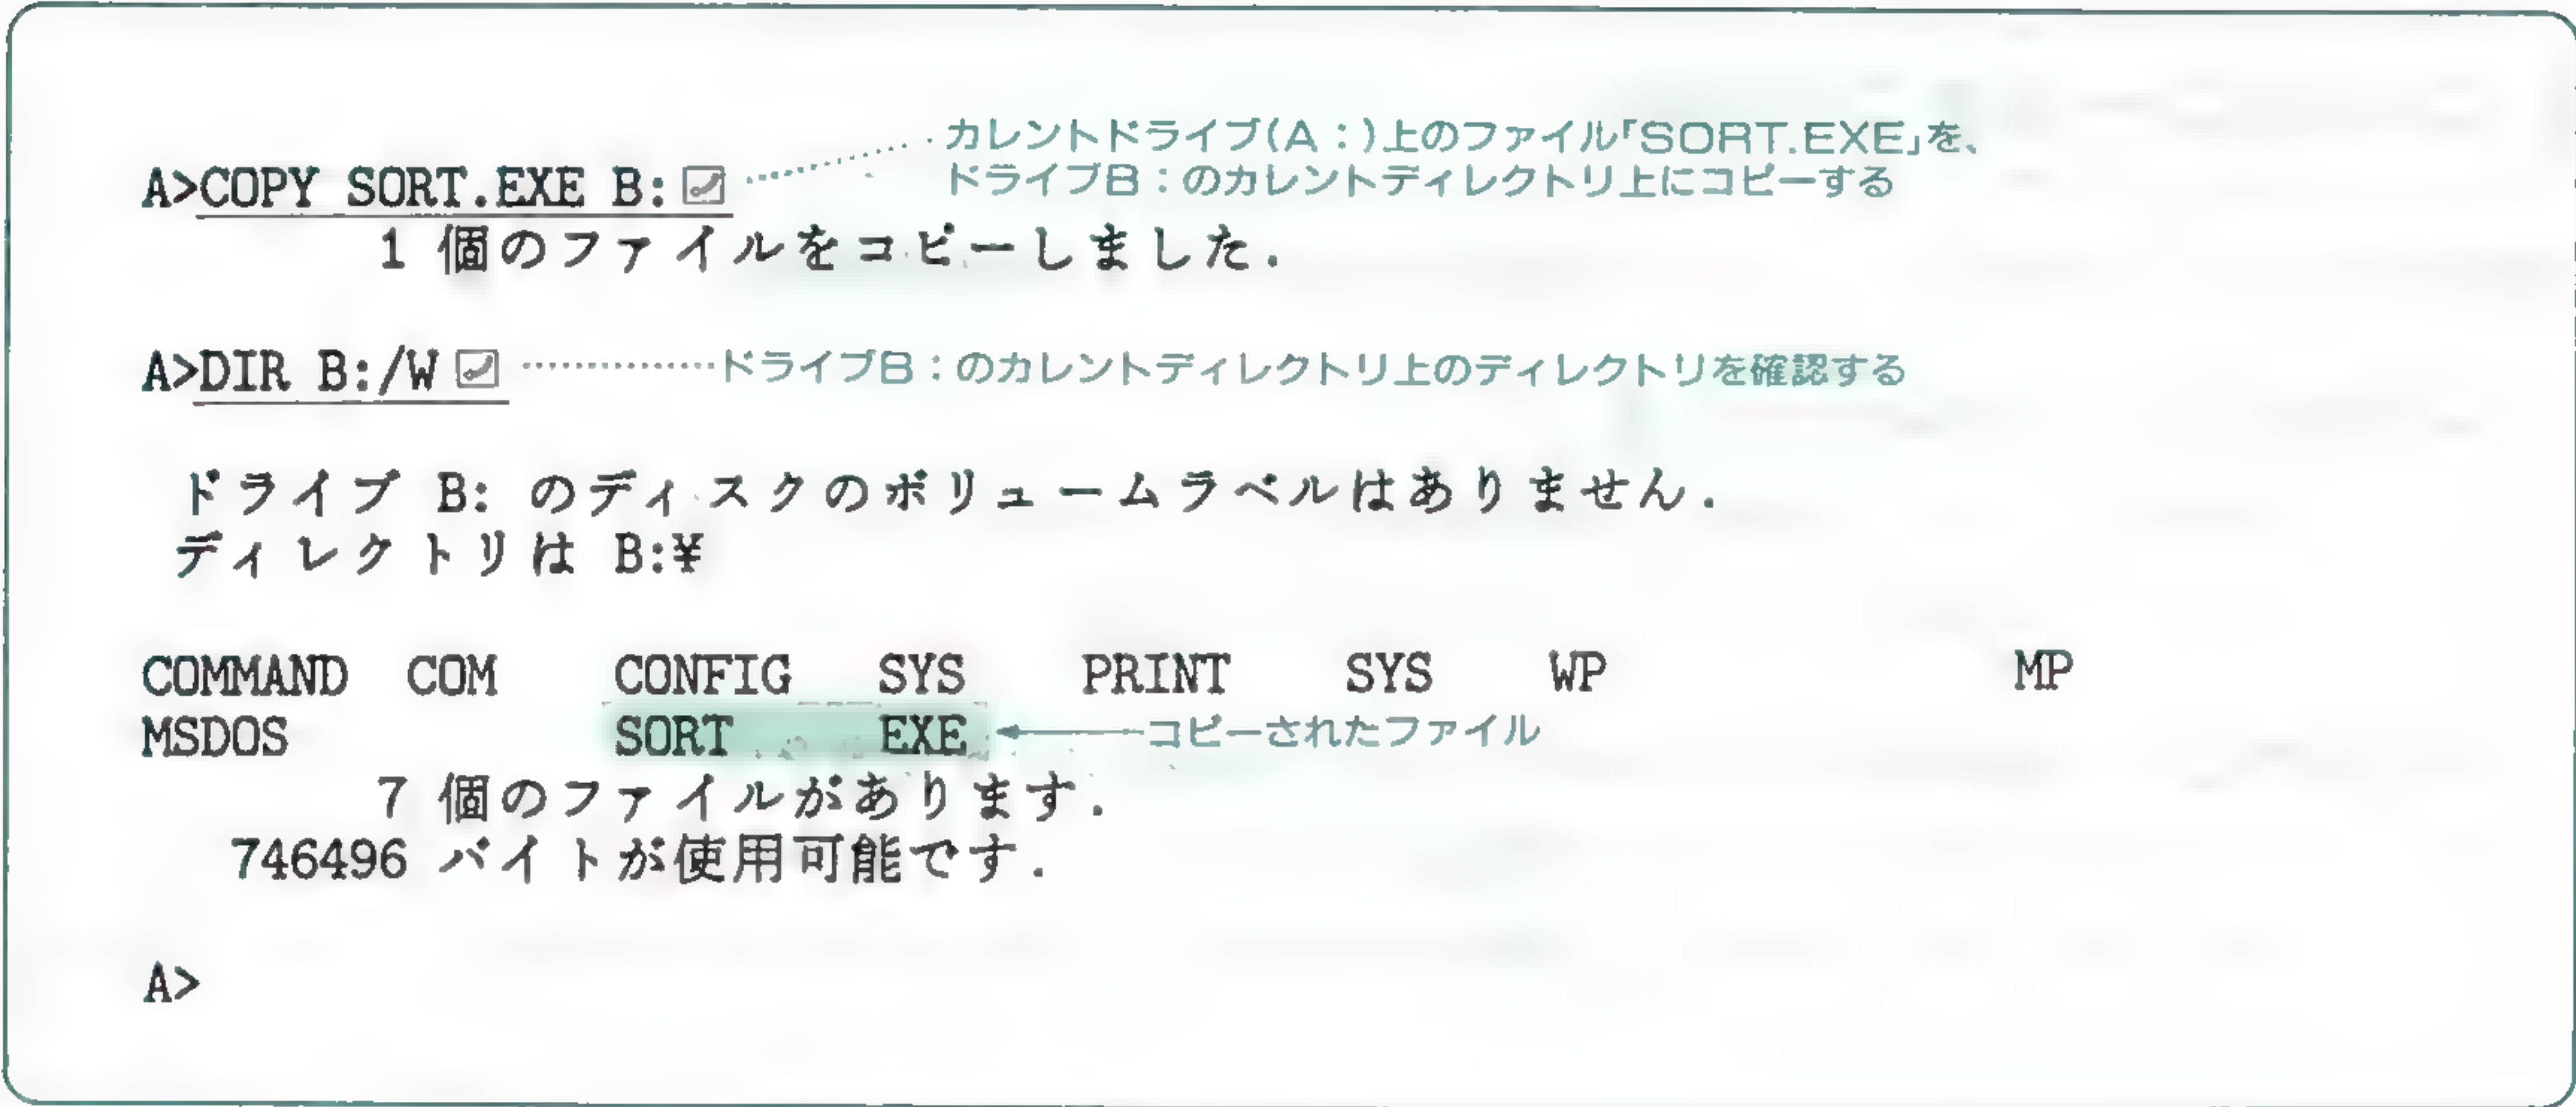 カレントドライブ(A:)上のファイル「SORT.EXE」を、
ドライブB:のカレントディレクトリ上にコピーする
A>COPY SORT.EXE B:
1 個のファイルをコピーしました.
A>DIR B:/W ドライブB:のカレントディレクトリ上のディレクトリを確認する
ドライブ B: のディスクのボリュームラベルはありません.
ディレクトリは B:¥
COMMAND COM CONFIG SYS PRINT SYS WP MP
MSDOS SORT EXE コピーされたファイル
7 個のファイルがあります.
746496 バイトが使用可能です.
A>